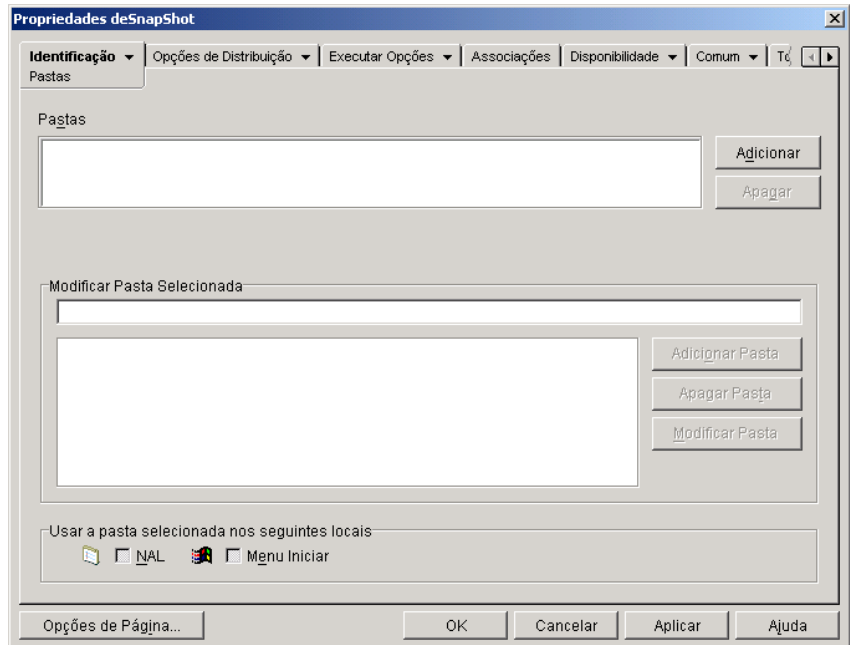 Propriedades deSnapShot
Identificação Opções de Distribuição Executar Opções Associações Disponibilidade Comum
Pastas
Pastas
Adicionar
Apagar
Modificar Pasta Selecionada
Adicionar Pasta
Apagar Pasta
Modificar Pasta
Usar a pasta selecionada nos seguintes locais
NAL Menu Iniciar
Opções de Página... OK Cancelar Aplicar Ajuda